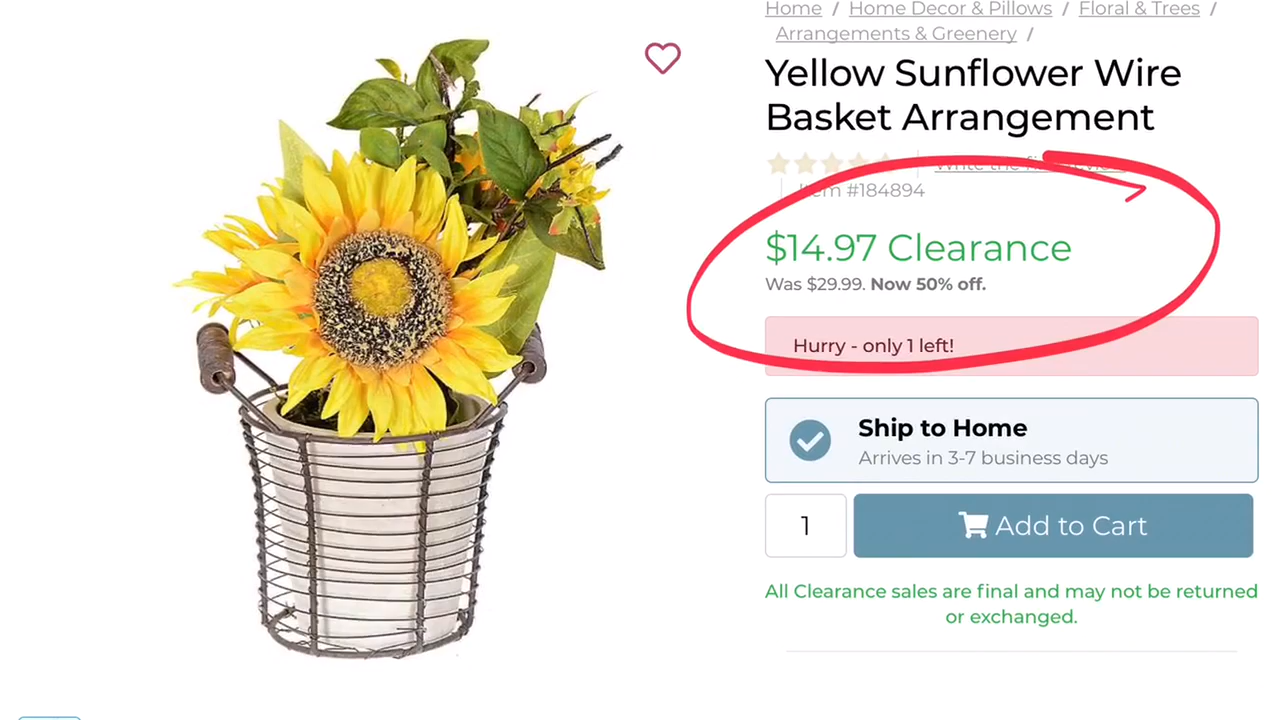 Home / Home Decor & Pillows / Floral & Trees /
Arrangements & Greenery /
Yellow Sunflower Wire
Basket Arrangement
Write the
Item #184894
$14.97 Clearance
Was $29.99. Now 50% off.
Hurry - only 1 left!
Ship to Home
Arrives in 3-7 business days
1
Add to Cart
All Clearance sales are final and may not be returned
or exchanged.